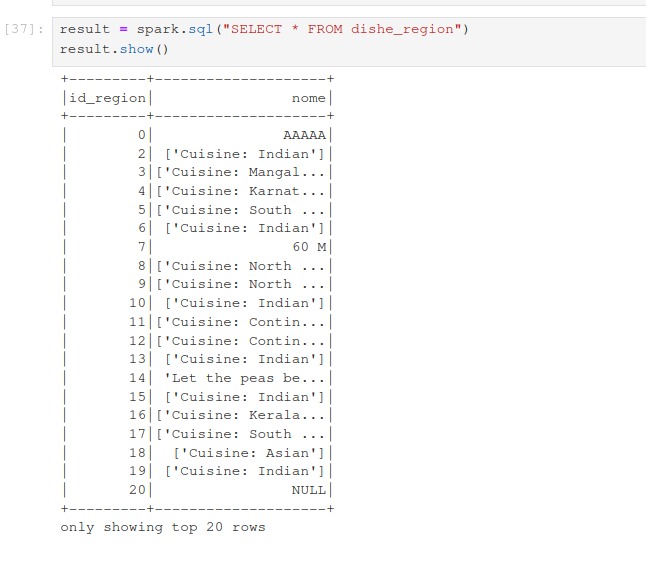 [37]: result = spark.sql("SELECT * FROM dishe_region")
result.show()
+---------+--------------------+
|id_region|                nome|
+---------+--------------------+
|        0|               AAAAA|
|        2| ['Cuisine: Indian']|
|        3|['Cuisine: Mangal...|
|        4|['Cuisine: Karnat...|
|        5|['Cuisine: South ...|
|        6| ['Cuisine: Indian']|
|        7|                60 M|
|        8|['Cuisine: North ...|
|        9|['Cuisine: North ...|
|       10| ['Cuisine: Indian']|
|       11|['Cuisine: Contin...|
|       12|['Cuisine: Contin...|
|       13| ['Cuisine: Indian']|
|       14| 'Let the peas be...|
|       15| ['Cuisine: Indian']|
|       16|['Cuisine: Kerala...|
|       17|['Cuisine: South ...|
|       18|  ['Cuisine: Asian']|
|       19| ['Cuisine: Indian']|
|       20|                NULL|
+---------+--------------------+
only showing top 20 rows